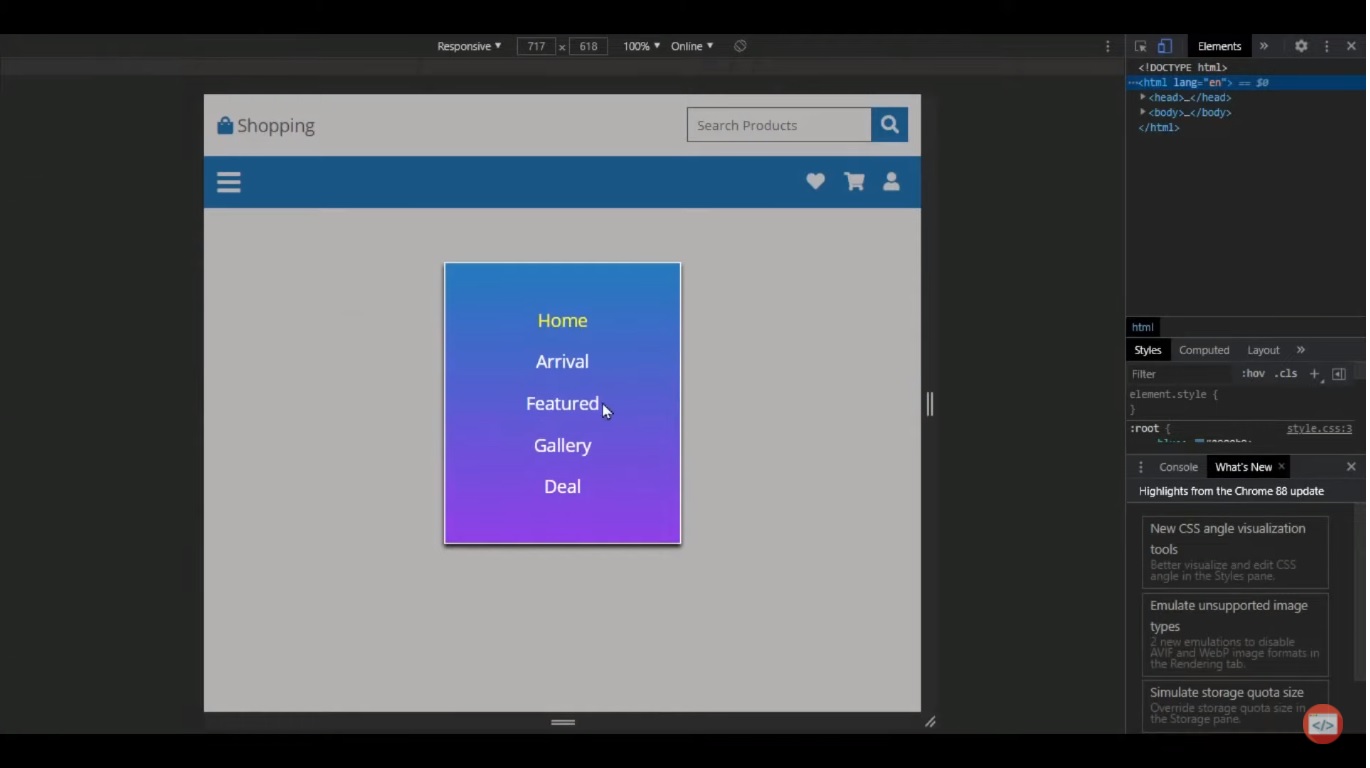 Responsive ▼ 717 x 618 100% ▼ Online ▼
Elements »
<!DOCTYPE html>
⋯<html lang="en"> == $0
▶<head>…</head>
▶<body>…</body>
</html>
Shopping
Search Products
Home
Arrival
Featured
Gallery
Deal
html
Styles Computed Layout »
Filter :hov .cls +
element.style {
}
:root { style.css:3
Console What's New ×
Highlights from the Chrome 88 update
New CSS angle visualization
tools
Better visualize and edit CSS
angle in the Styles pane.
Emulate unsupported image
types
2 new emulations to disable
AVIF and WebP image formats in
the Rendering tab.
Simulate storage quota size
Override storage quota size in
the Storage pane.
</>